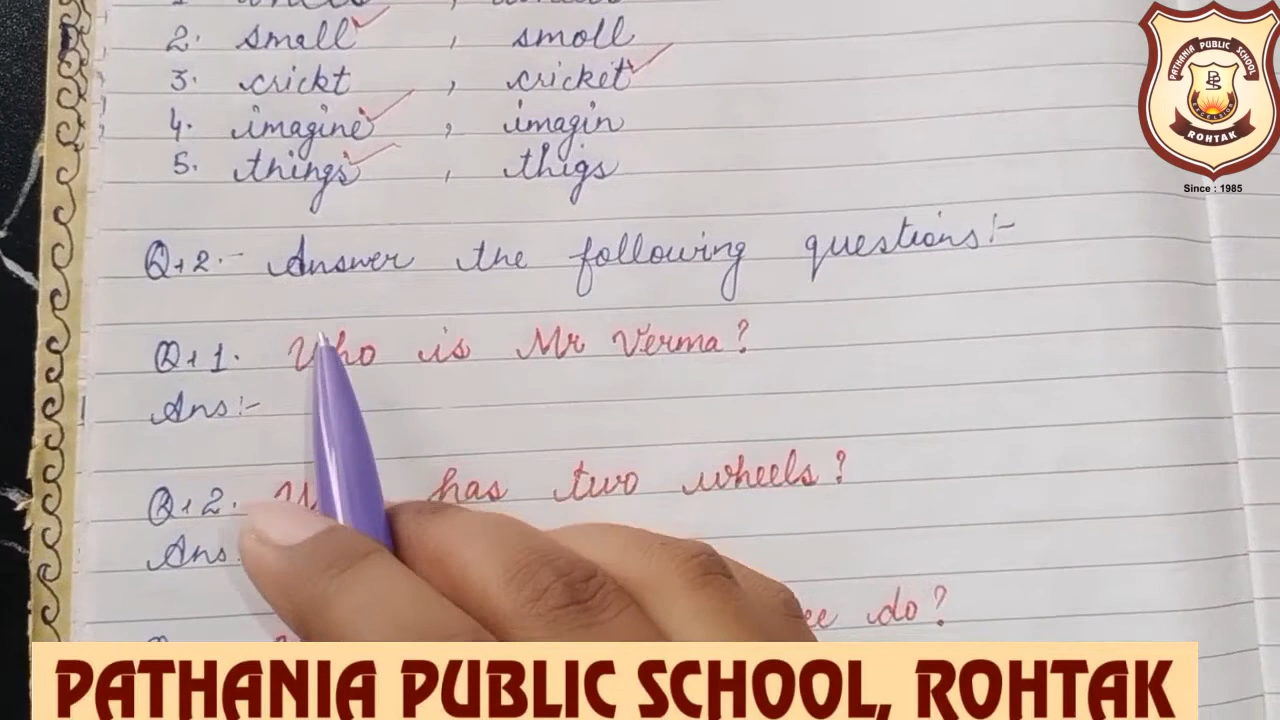 2. small ✓ , smoll
3. crickt , cricket ✓
4. imagine ✓ , imagin
5. things ✓ , thigs
Q.2.- Answer the following questions:-
Q.1. Who is Mr Verma?
Ans:-
Q.2. has two wheels?
Ans.
do?
PATHANIA PUBLIC SCHOOL
PPS
EXCELSIOR
ROHTAK
Since : 1985
PATHANIA PUBLIC SCHOOL, ROHTAK